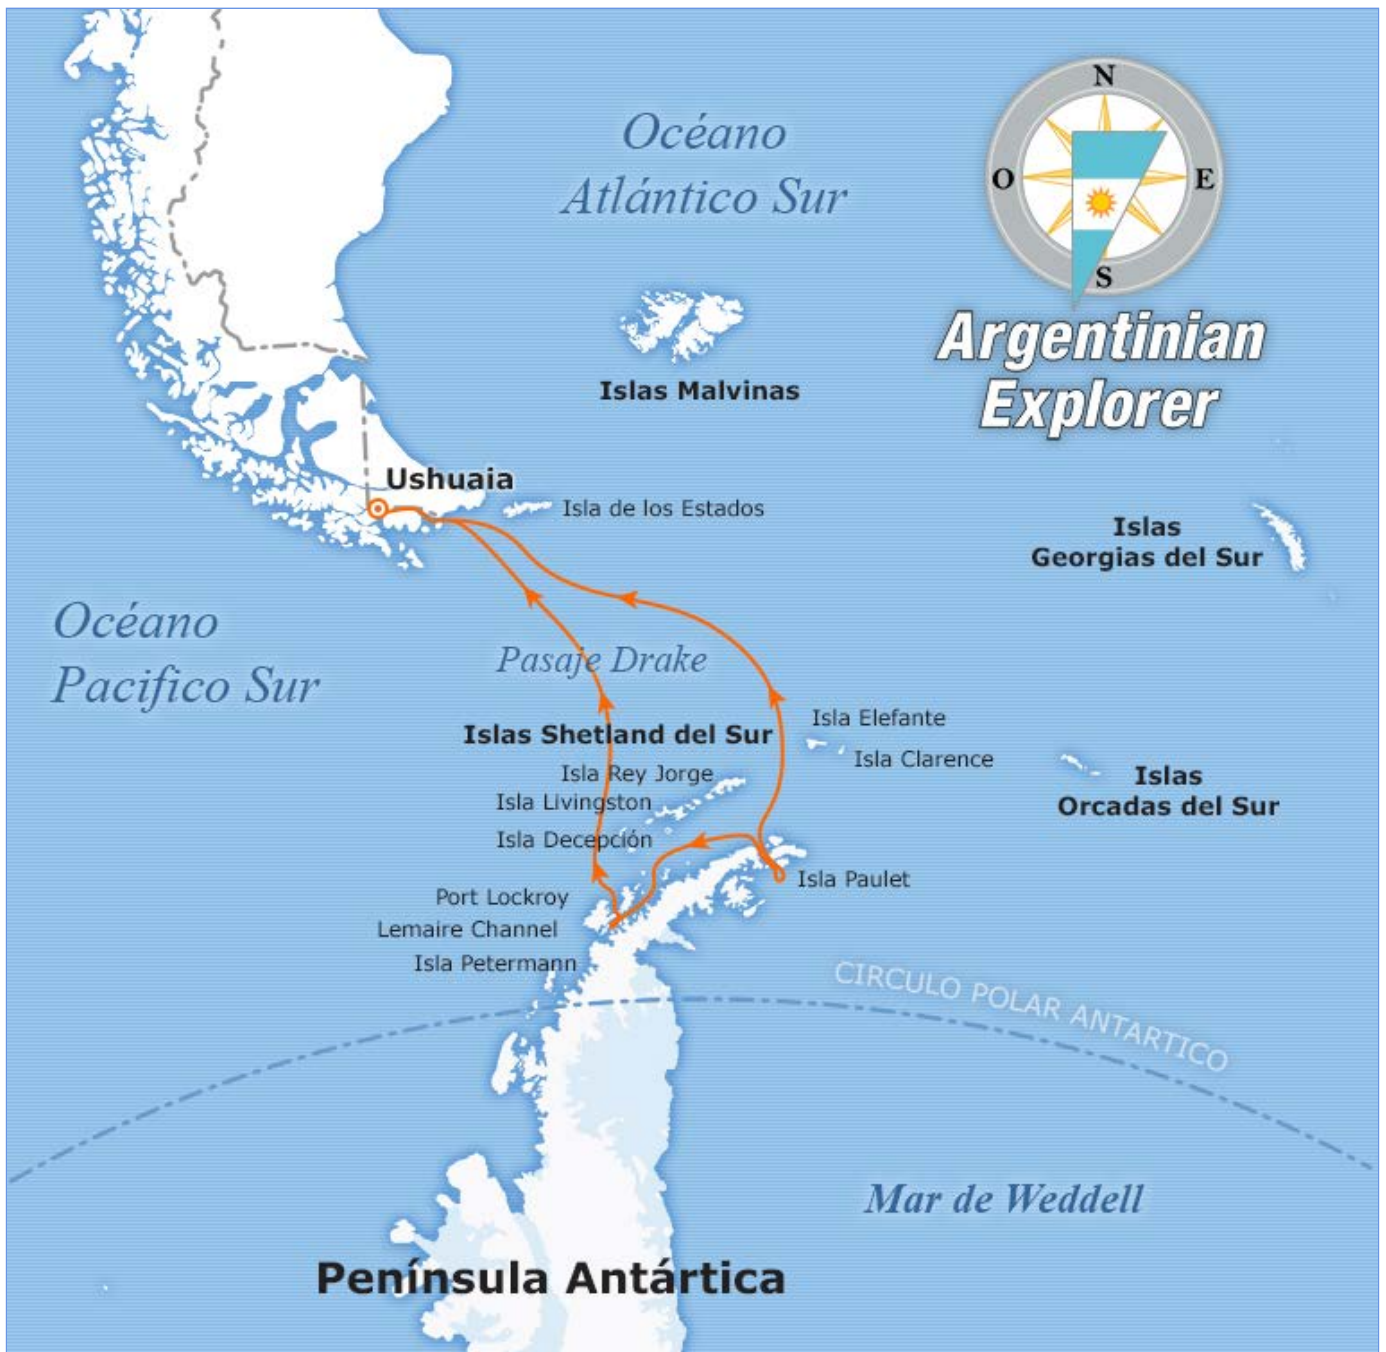 N
Océano
Atlántico Sur
O
E
S
Argentinian
Explorer
Islas Malvinas
Ushuaia
Isla de los Estados
Islas
Georgias del Sur
Océano
Pacifico Sur
Pasaje Drake
Isla Elefante
Islas Shetland del Sur
Isla Clarence
Isla Rey Jorge
Islas
Orcadas del Sur
Isla Livingston
Isla Decepción
Isla Paulet
Port Lockroy
Lemaire Channel
Isla Petermann
CIRCULO POLAR ANTARTICO
Mar de Weddell
Península Antártica